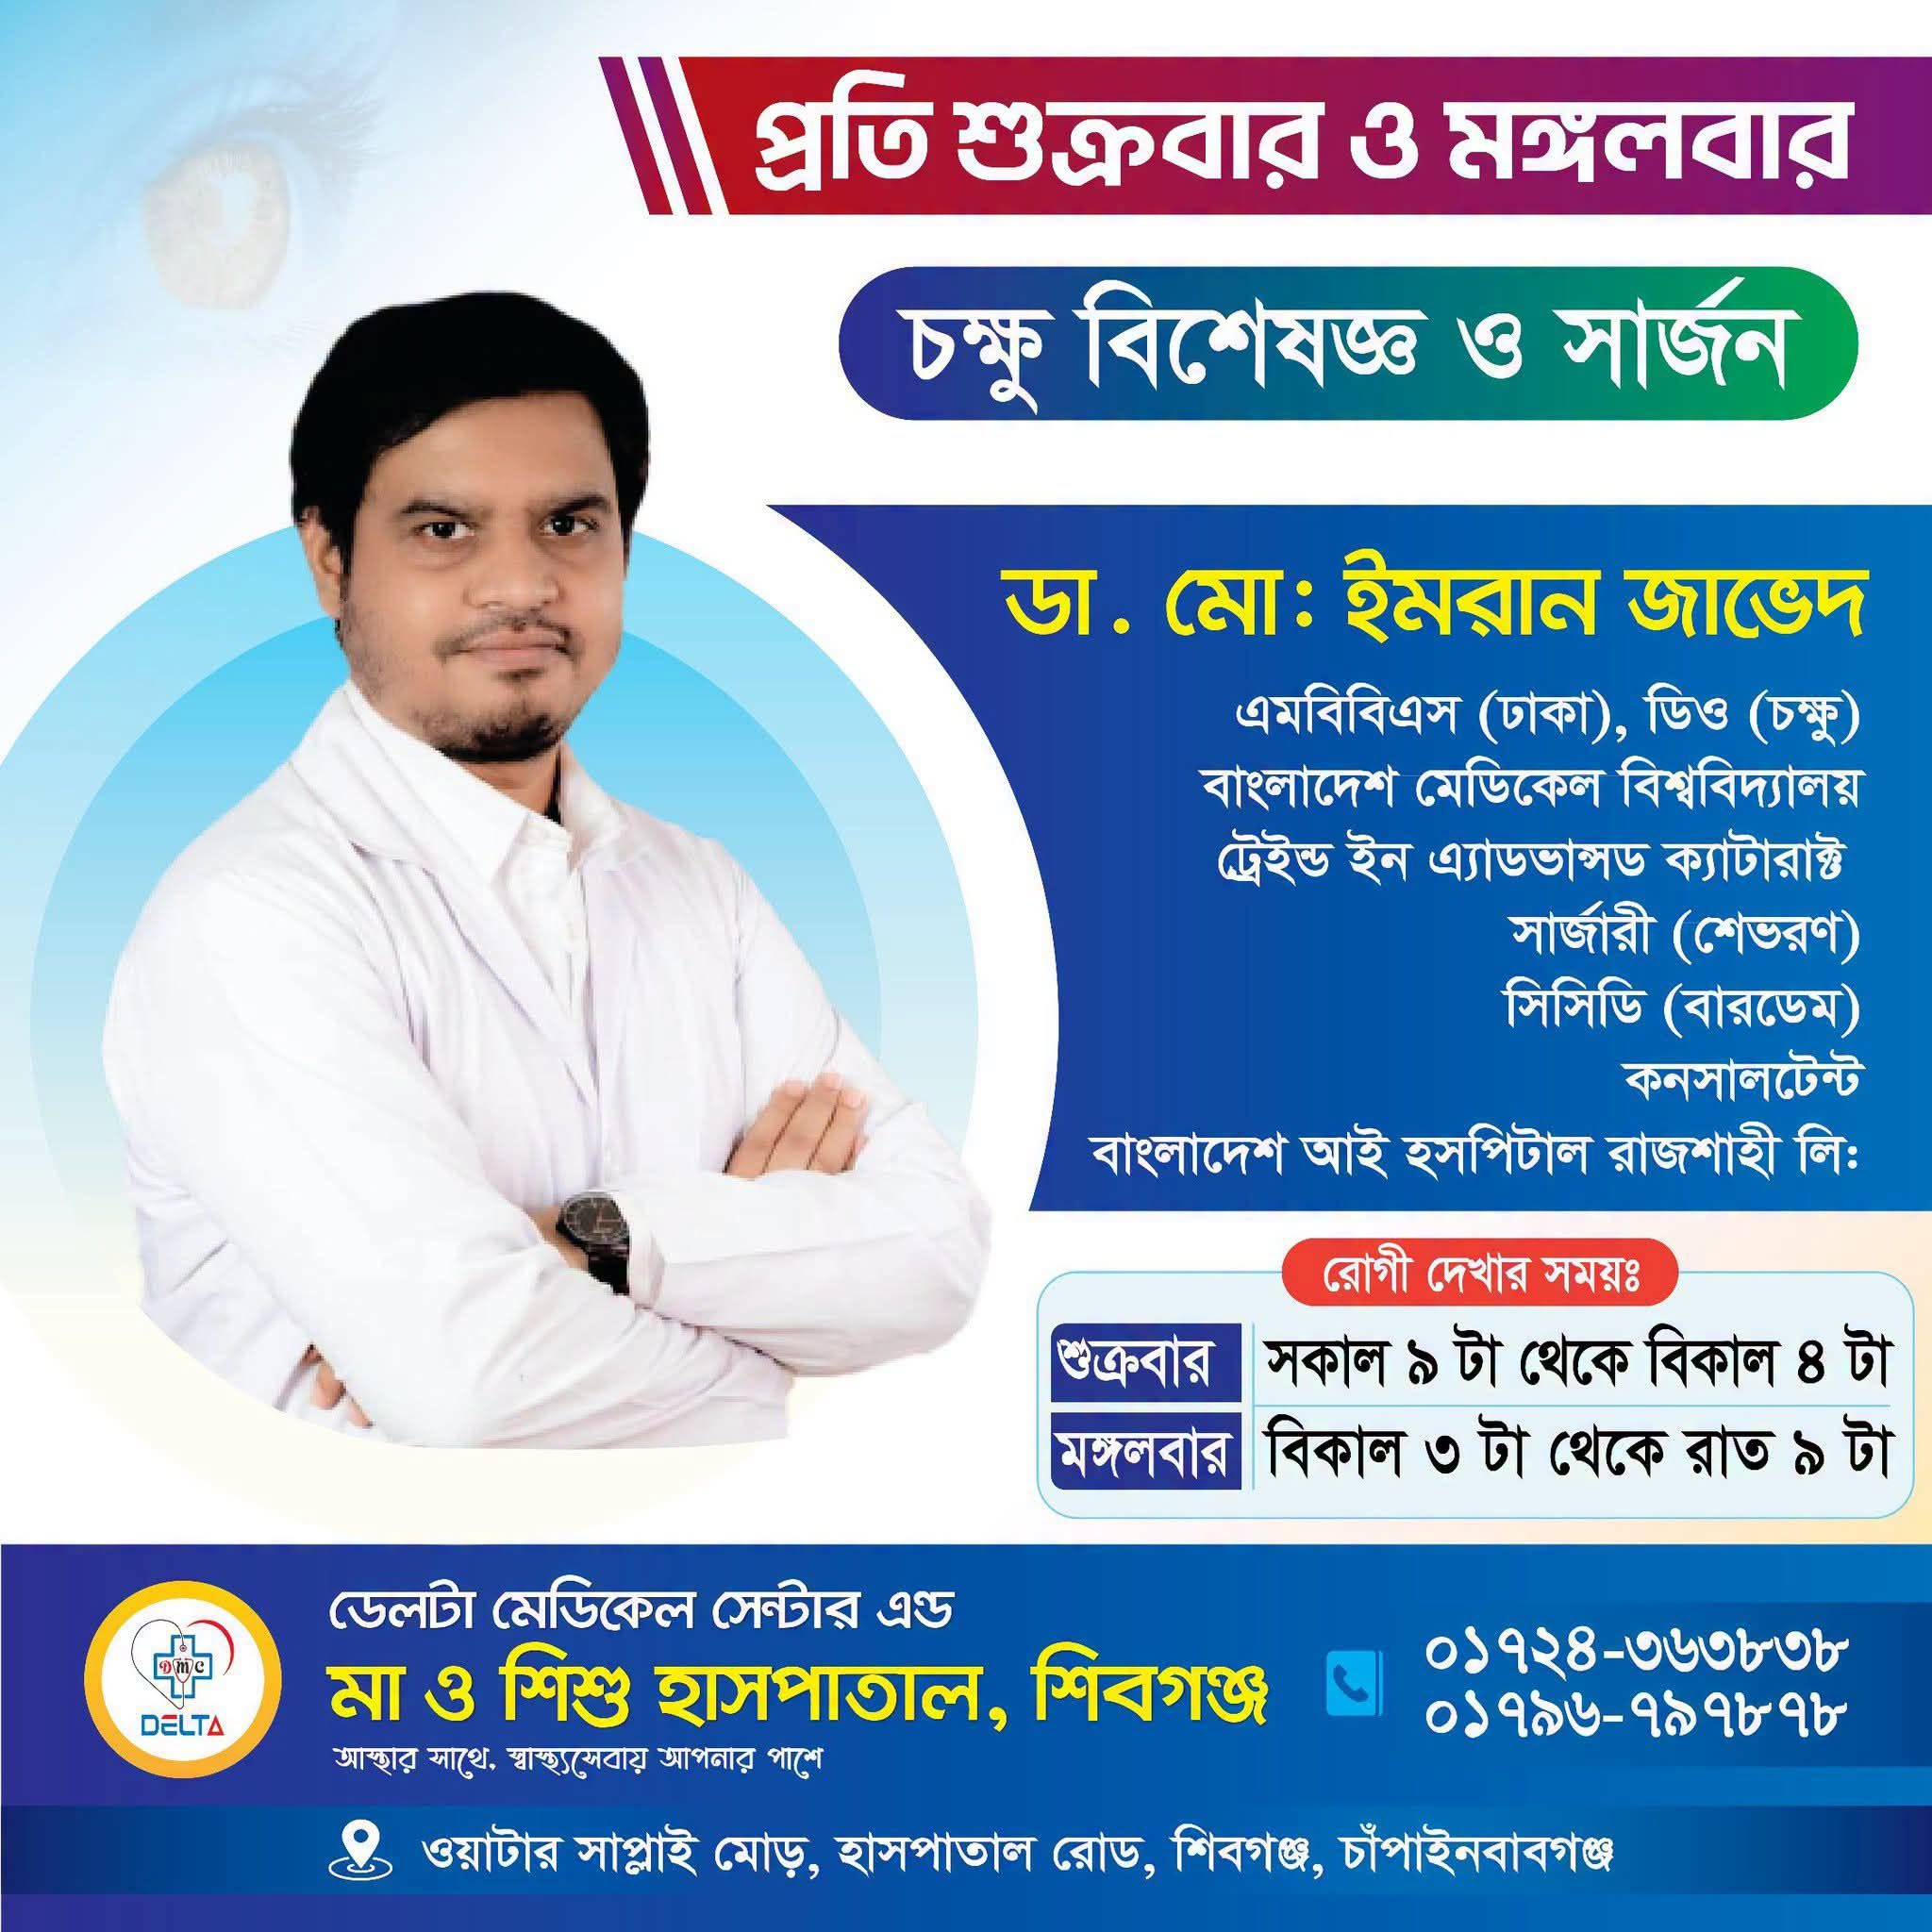 প্রতি শুক্রবার ও মঙ্গলবার
চক্ষু বিশেষজ্ঞ ও সার্জন
ডা. মো: ইমরান জাভেদ
এমবিবিএস (ঢাকা), ডিও (চক্ষু)
বাংলাদেশ মেডিকেল বিশ্ববিদ্যালয়
ট্রেইন্ড ইন এ্যাডভান্সড ক্যাটারাক্ট
সার্জারী (শেভরণ)
সিসিডি (বারডেম)
কনসালটেন্ট
বাংলাদেশ আই হসপিটাল রাজশাহী লি:
রোগী দেখার সময়ঃ
শুক্রবার সকাল ৯ টা থেকে বিকাল ৪ টা
মঙ্গলবার বিকাল ৩ টা থেকে রাত ৯ টা
DMC
DELTA
ডেলটা মেডিকেল সেন্টার এণ্ড
মা ও শিশু হাসপাতাল, শিবগঞ্জ
আস্থার সাথে, স্বাস্থ্যসেবায় আপনার পাশে
০১৭২৪-৩৬৩৮৩৮
০১৭৯৬-৭৯৭৮৭৮
ওয়াটার সাপ্লাই মোড়, হাসপাতাল রোড, শিবগঞ্জ, চাঁপাইনবাবগঞ্জ